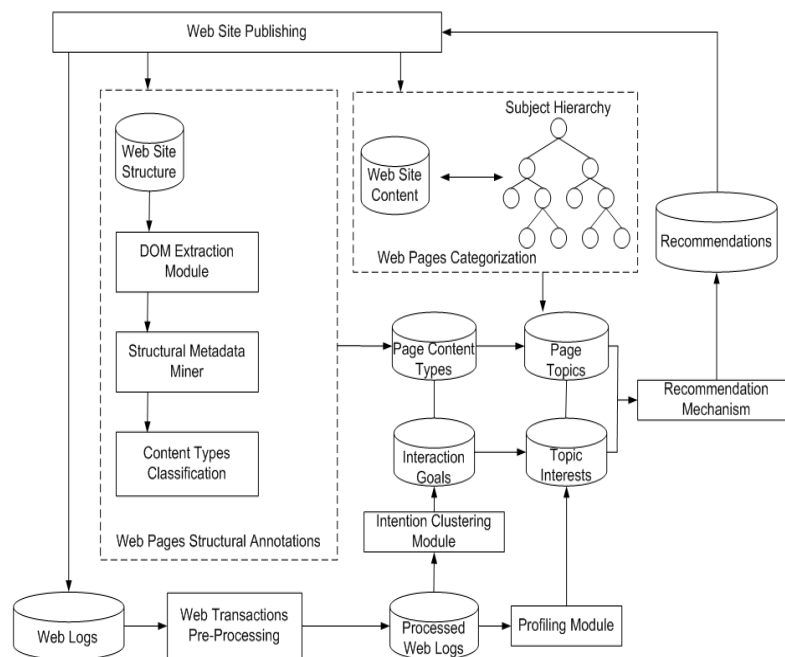 Web Site Publishing
Subject Hierarchy
Web Site
Structure
Web Site
Content
DOM Extraction
Module
Web Pages Categorization
Recommendations
Structural Metadata
Miner
Page Content
Types
Page
Topics
Recommendation
Mechanism
Content Types
Classification
Interaction
Goals
Topic
Interests
Web Pages Structural Annotations
Intention Clustering
Module
Web Logs
Web Transactions
Pre-Processing
Processed
Web Logs
Profiling Module